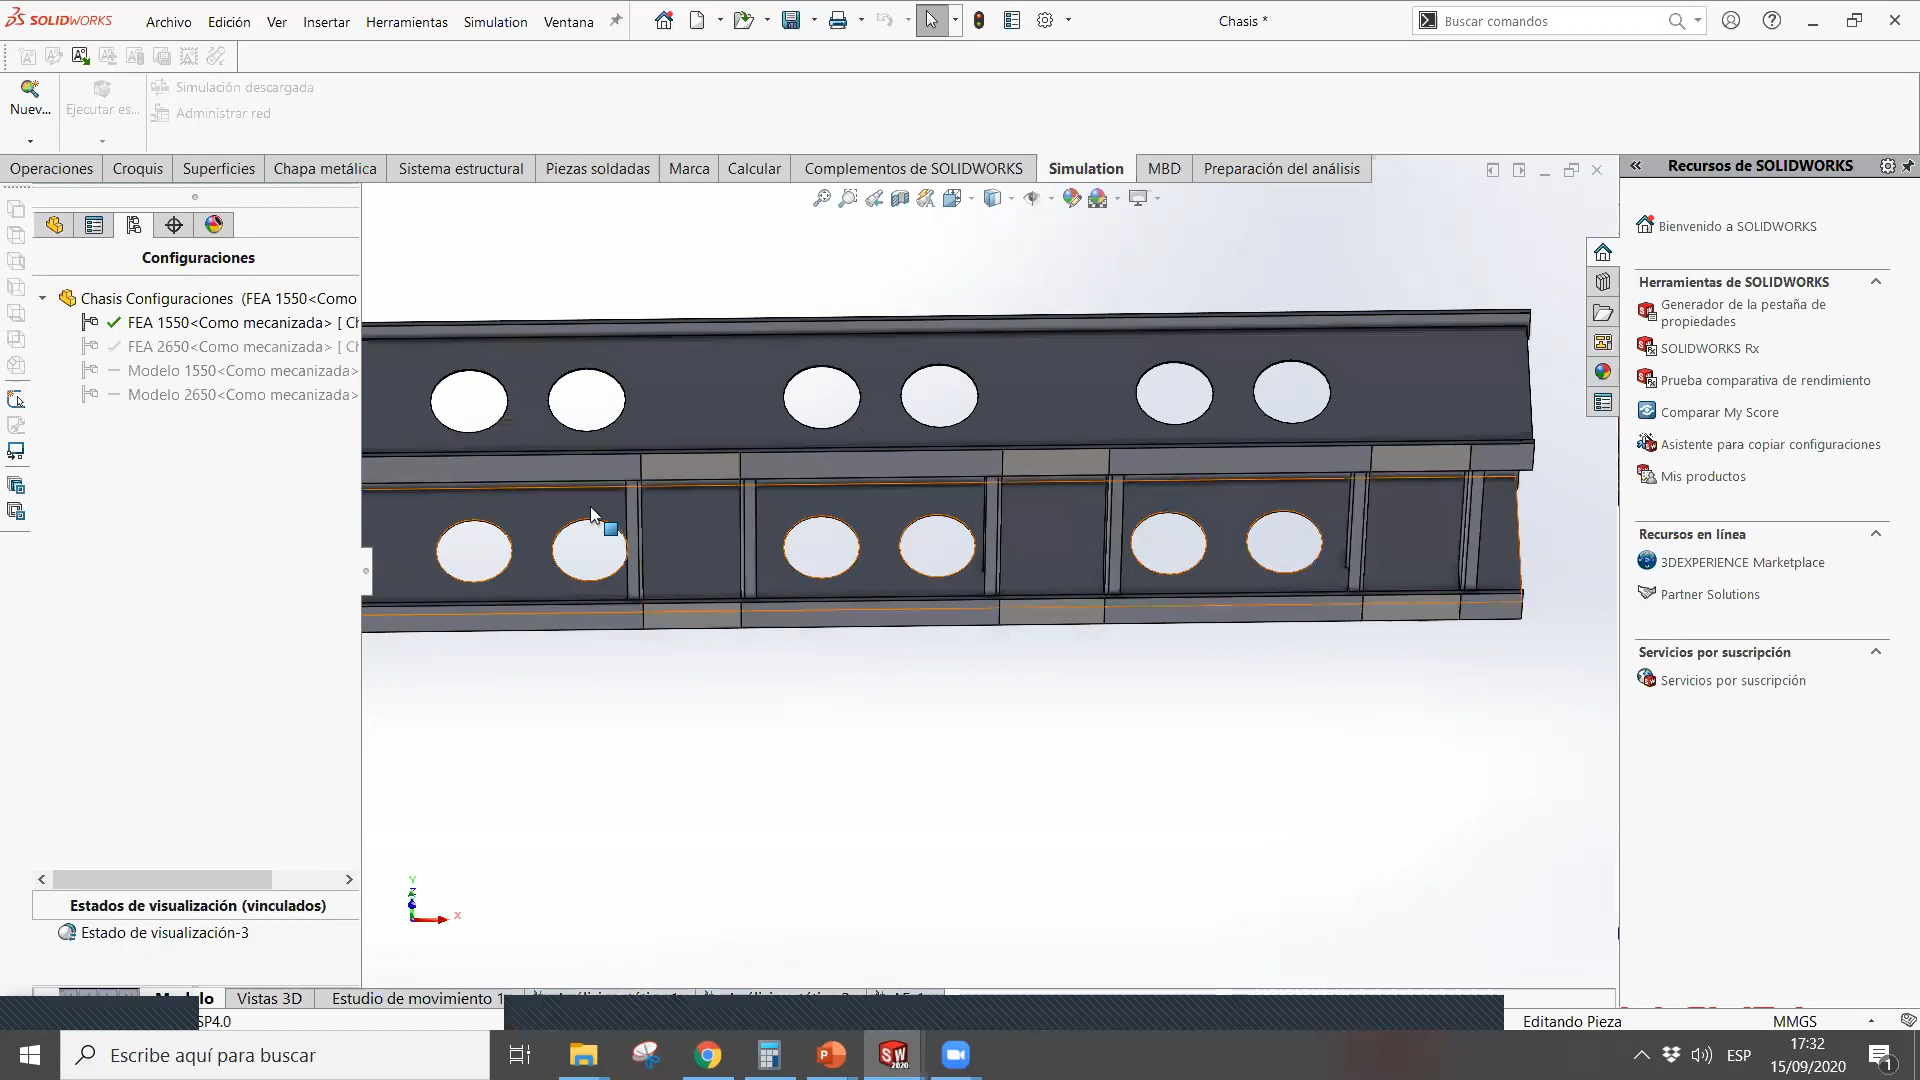 SOLIDWORKS
Archivo Edición Ver Insertar Herramientas Simulation Ventana
Chasis *
Buscar comandos
Nuev...
Ejecutar es...
Simulación descargada
Administrar red
Operaciones Croquis Superficies Chapa metálica Sistema estructural Piezas soldadas Marca Calcular Complementos de SOLIDWORKS Simulation MBD Preparación del análisis
Recursos de SOLIDWORKS
Configuraciones
Chasis Configuraciones (FEA 1550<Como
FEA 1550<Como mecanizada> [ Ch
FEA 2650<Como mecanizada> [ Ch
Modelo 1550<Como mecanizada>
Modelo 2650<Como mecanizada>
Bienvenido a SOLIDWORKS
Herramientas de SOLIDWORKS
Generador de la pestaña de
propiedades
SOLIDWORKS Rx
Prueba comparativa de rendimiento
Comparar My Score
Asistente para copiar configuraciones
Mis productos
Recursos en línea
3DEXPERIENCE Marketplace
Partner Solutions
Servicios por suscripción
Servicios por suscripción
Y
Z
X
Estados de visualización (vinculados)
Estado de visualización-3
Vistas 3D Estudio de movimiento 1
SP4.0
Editando Pieza
MMGS
Escribe aquí para buscar
SW
2020
ESP
17:32
15/09/2020
1